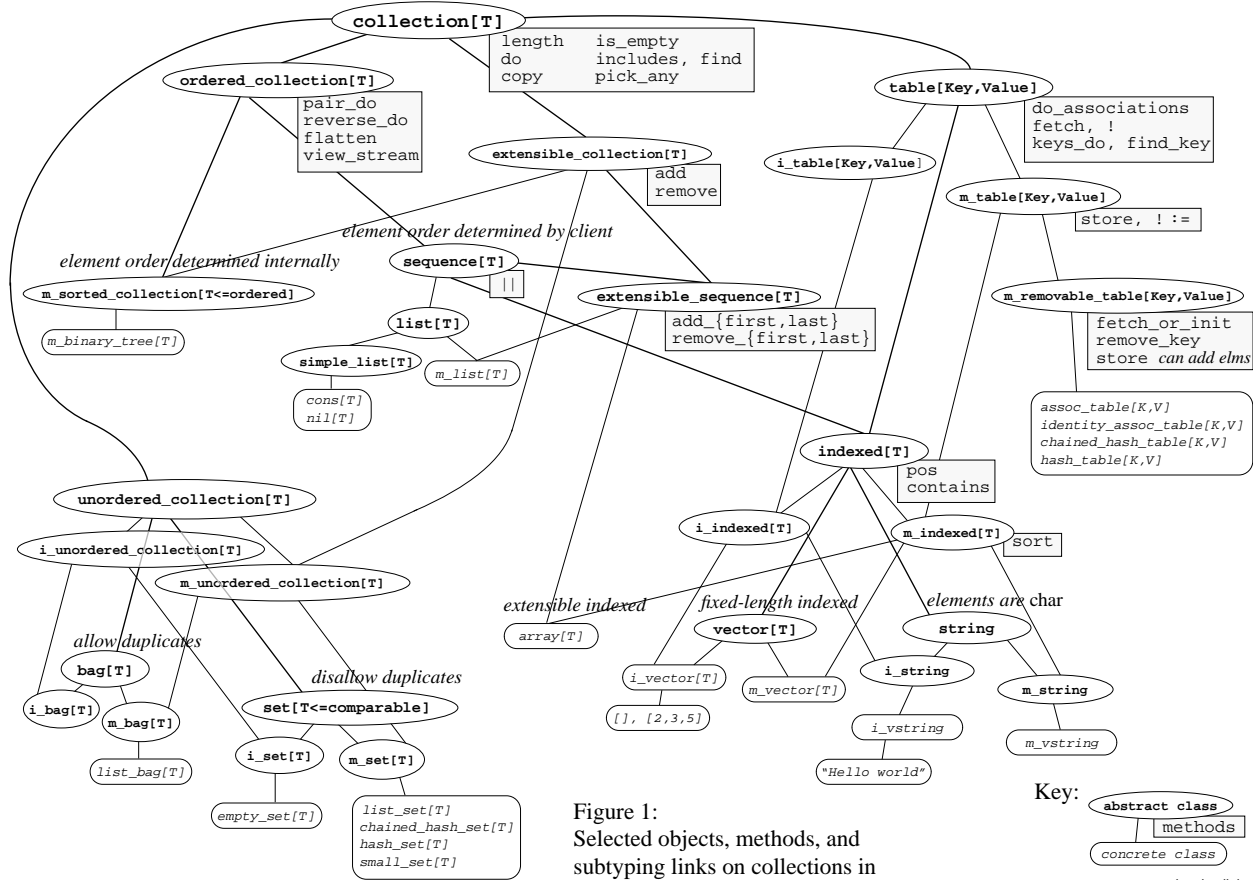 collection[T]
length is_empty
do includes, find
copy pick_any
ordered_collection[T]
pair_do
reverse_do
flatten
view_stream
table[Key,Value]
do_associations
fetch, !
keys_do, find_key
extensible_collection[T]
add
remove
i_table[Key,Value]
m_table[Key,Value]
store, ! :=
element order determined by client
element order determined internally
sequence[T]
||
m_sorted_collection[T<=ordered]
m_binary_tree[T]
extensible_sequence[T]
add_{first,last}
remove_{first,last}
m_removable_table[Key,Value]
fetch_or_init
remove_key
store can add elms
list[T]
simple_list[T]
m_list[T]
cons[T]
nil[T]
assoc_table[K,V]
identity_assoc_table[K,V]
chained_hash_table[K,V]
hash_table[K,V]
indexed[T]
pos
contains
unordered_collection[T]
i_unordered_collection[T]
m_unordered_collection[T]
i_indexed[T]
m_indexed[T]
sort
extensible indexed
array[T]
fixed-length indexed
vector[T]
elements are char
string
allow duplicates
bag[T]
i_bag[T]
m_bag[T]
list_bag[T]
disallow duplicates
set[T<=comparable]
i_set[T]
m_set[T]
empty_set[T]
list_set[T]
chained_hash_set[T]
hash_set[T]
small_set[T]
i_vector[T]
m_vector[T]
[], [2,3,5]
i_string
m_string
i_vstring
m_vstring
"Hello world"
Figure 1:
Selected objects, methods, and
subtyping links on collections in
Key:
abstract class
methods
concrete class